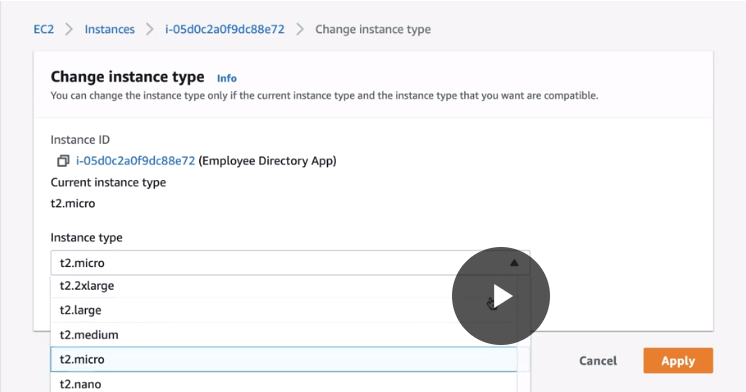 EC2 > Instances > i-05d0c2a0f9dc88e72 > Change instance type
Change instance type Info
You can change the instance type only if the current instance type and the instance type that you want are compatible.
Instance ID
i-05d0c2a0f9dc88e72 (Employee Directory App)
Current instance type
t2.micro
Instance type
t2.micro
t2.2xlarge
t2.large
t2.medium
t2.micro
t2.nano
Cancel Apply